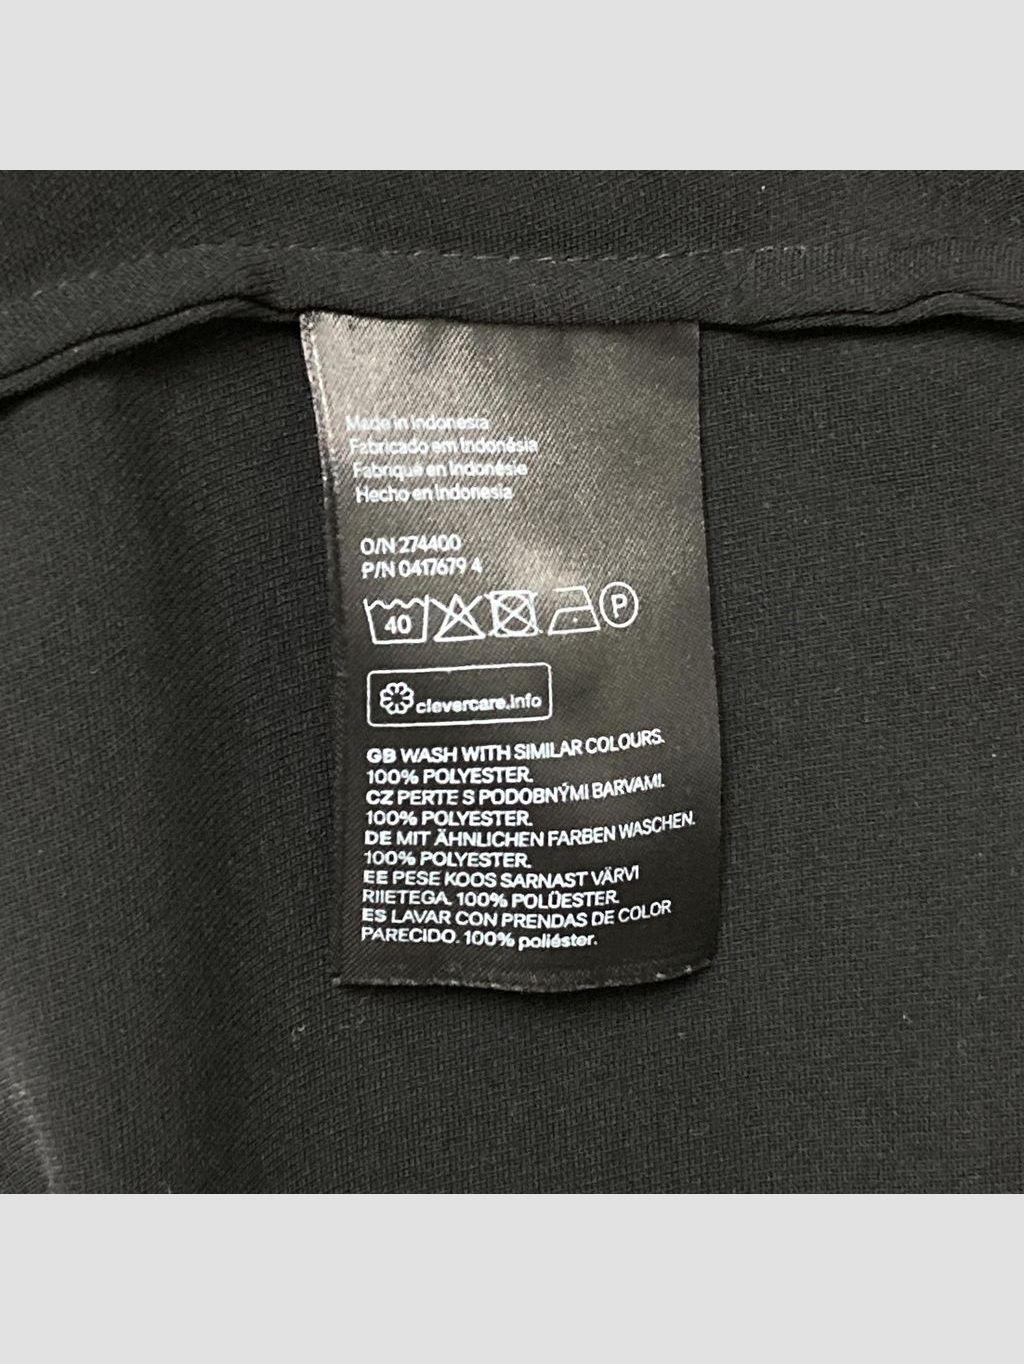 Made in Indonesia
Fabricado em Indonésia
Fabriqué en Indonésie
Hecho en Indonesia
O/N 274400
P/N 0417679 4
40 P
clevercare.info
GB WASH WITH SIMILAR COLOURS.
100% POLYESTER.
CZ PERTE S PODOBNÝMI BARVAMI.
100% POLYESTER.
DE MIT ÄHNLICHEN FARBEN WASCHEN.
100% POLYESTER.
EE PESE KOOS SARNAST VÄRVI
RIIETEGA. 100% POLÜESTER.
ES LAVAR CON PRENDAS DE COLOR
PARECIDO. 100% poliéster.